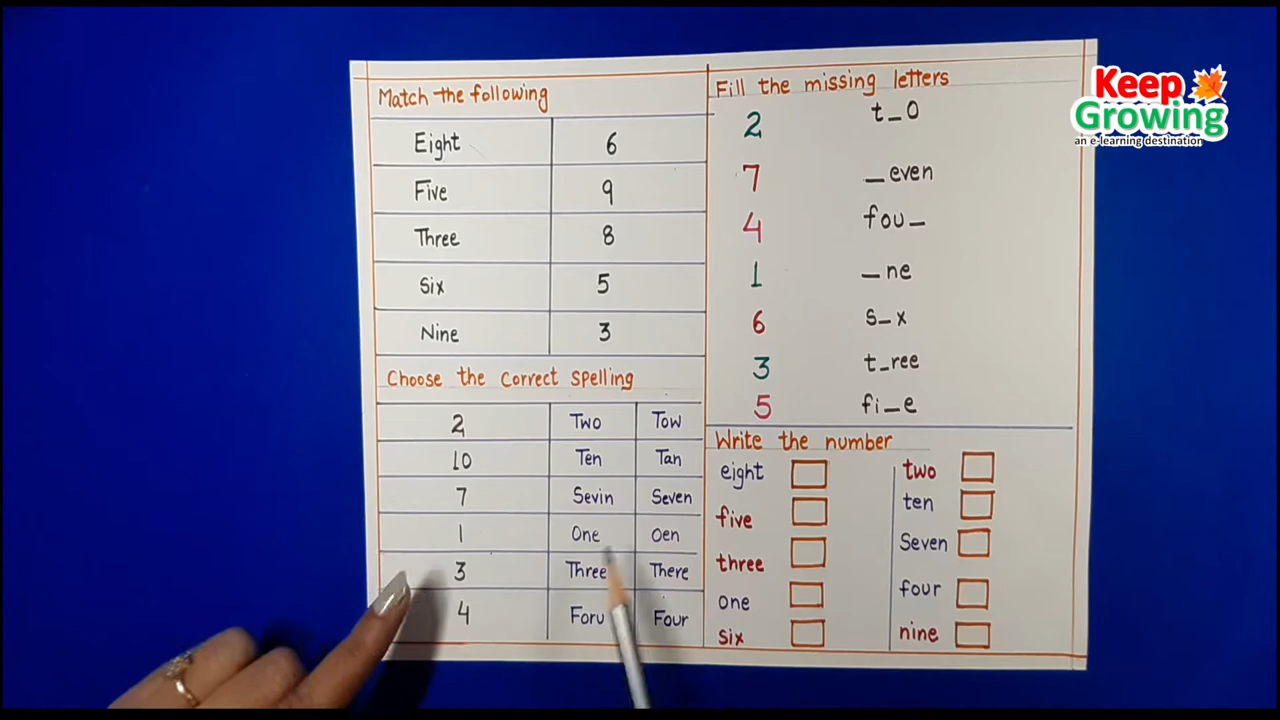 Match the following
Eight 6
Five 9
Three 8
Six 5
Nine 3
Choose the correct spelling
2 Two Tow
10 Ten Tan
7 Sevin Seven
1 One Oen
3 Three There
4 Foru Four
Fill the missing letters
2 t_o
7 _even
4 fou_
1 _ne
6 s_x
3 t_ree
5 fi_e
Write the number
eight two
five ten
three Seven
one four
six nine
Keep
Growing
an e-learning destination